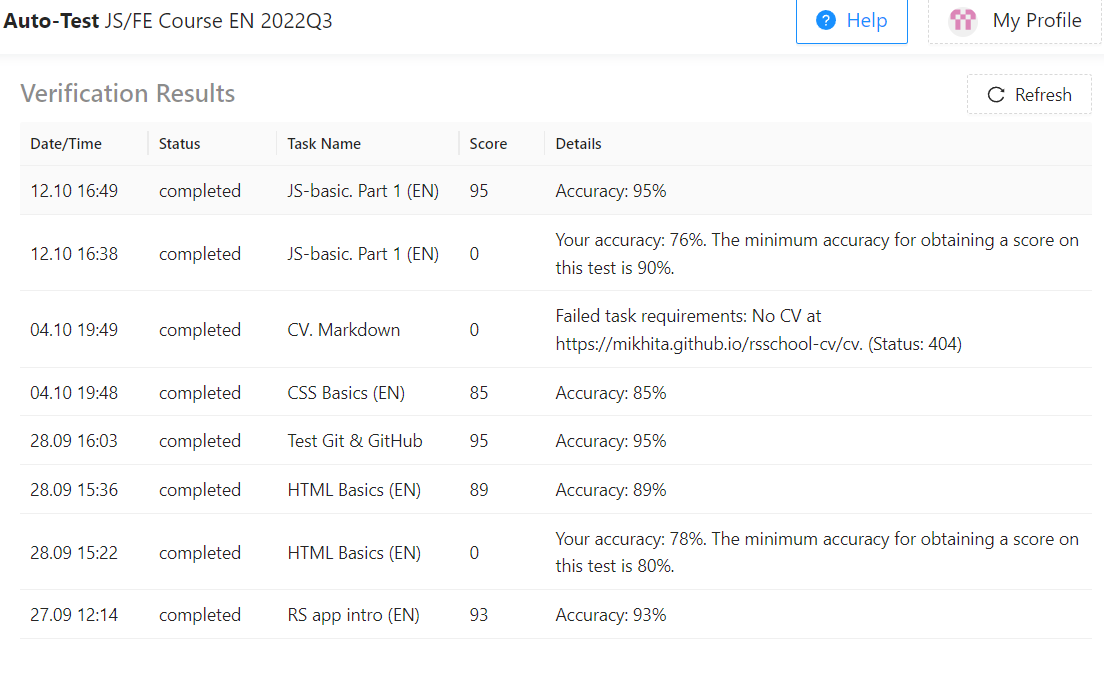 Auto-Test JS/FE Course EN 2022Q3
Help
My Profile
Verification Results
Refresh
Date/Time Status Task Name Score Details
12.10 16:49 completed JS-basic. Part 1 (EN) 95 Accuracy: 95%
12.10 16:38 completed JS-basic. Part 1 (EN) 0 Your accuracy: 76%. The minimum accuracy for obtaining a score on
this test is 90%.
04.10 19:49 completed CV. Markdown 0 Failed task requirements: No CV at
https://mikhita.github.io/rsschool-cv/cv. (Status: 404)
04.10 19:48 completed CSS Basics (EN) 85 Accuracy: 85%
28.09 16:03 completed Test Git & GitHub 95 Accuracy: 95%
28.09 15:36 completed HTML Basics (EN) 89 Accuracy: 89%
28.09 15:22 completed HTML Basics (EN) 0 Your accuracy: 78%. The minimum accuracy for obtaining a score on
this test is 80%.
27.09 12:14 completed RS app intro (EN) 93 Accuracy: 93%